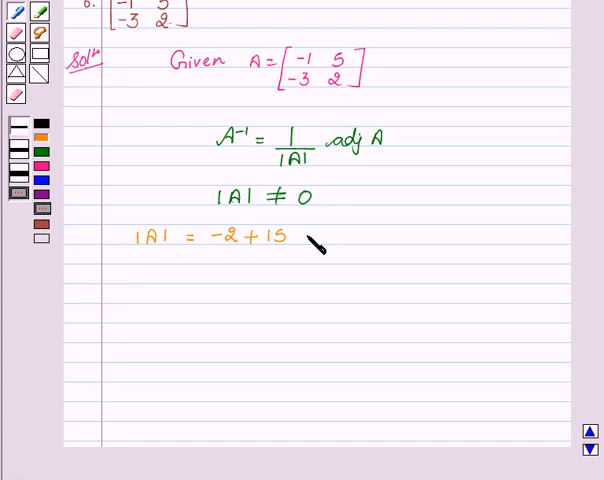 6. [-1 5
-3 2.]
Solⁿ Given A = [-1 5
-3 2]
A⁻¹ = 1/|A| adj A
|A| ≠ 0
|A| = -2 + 15